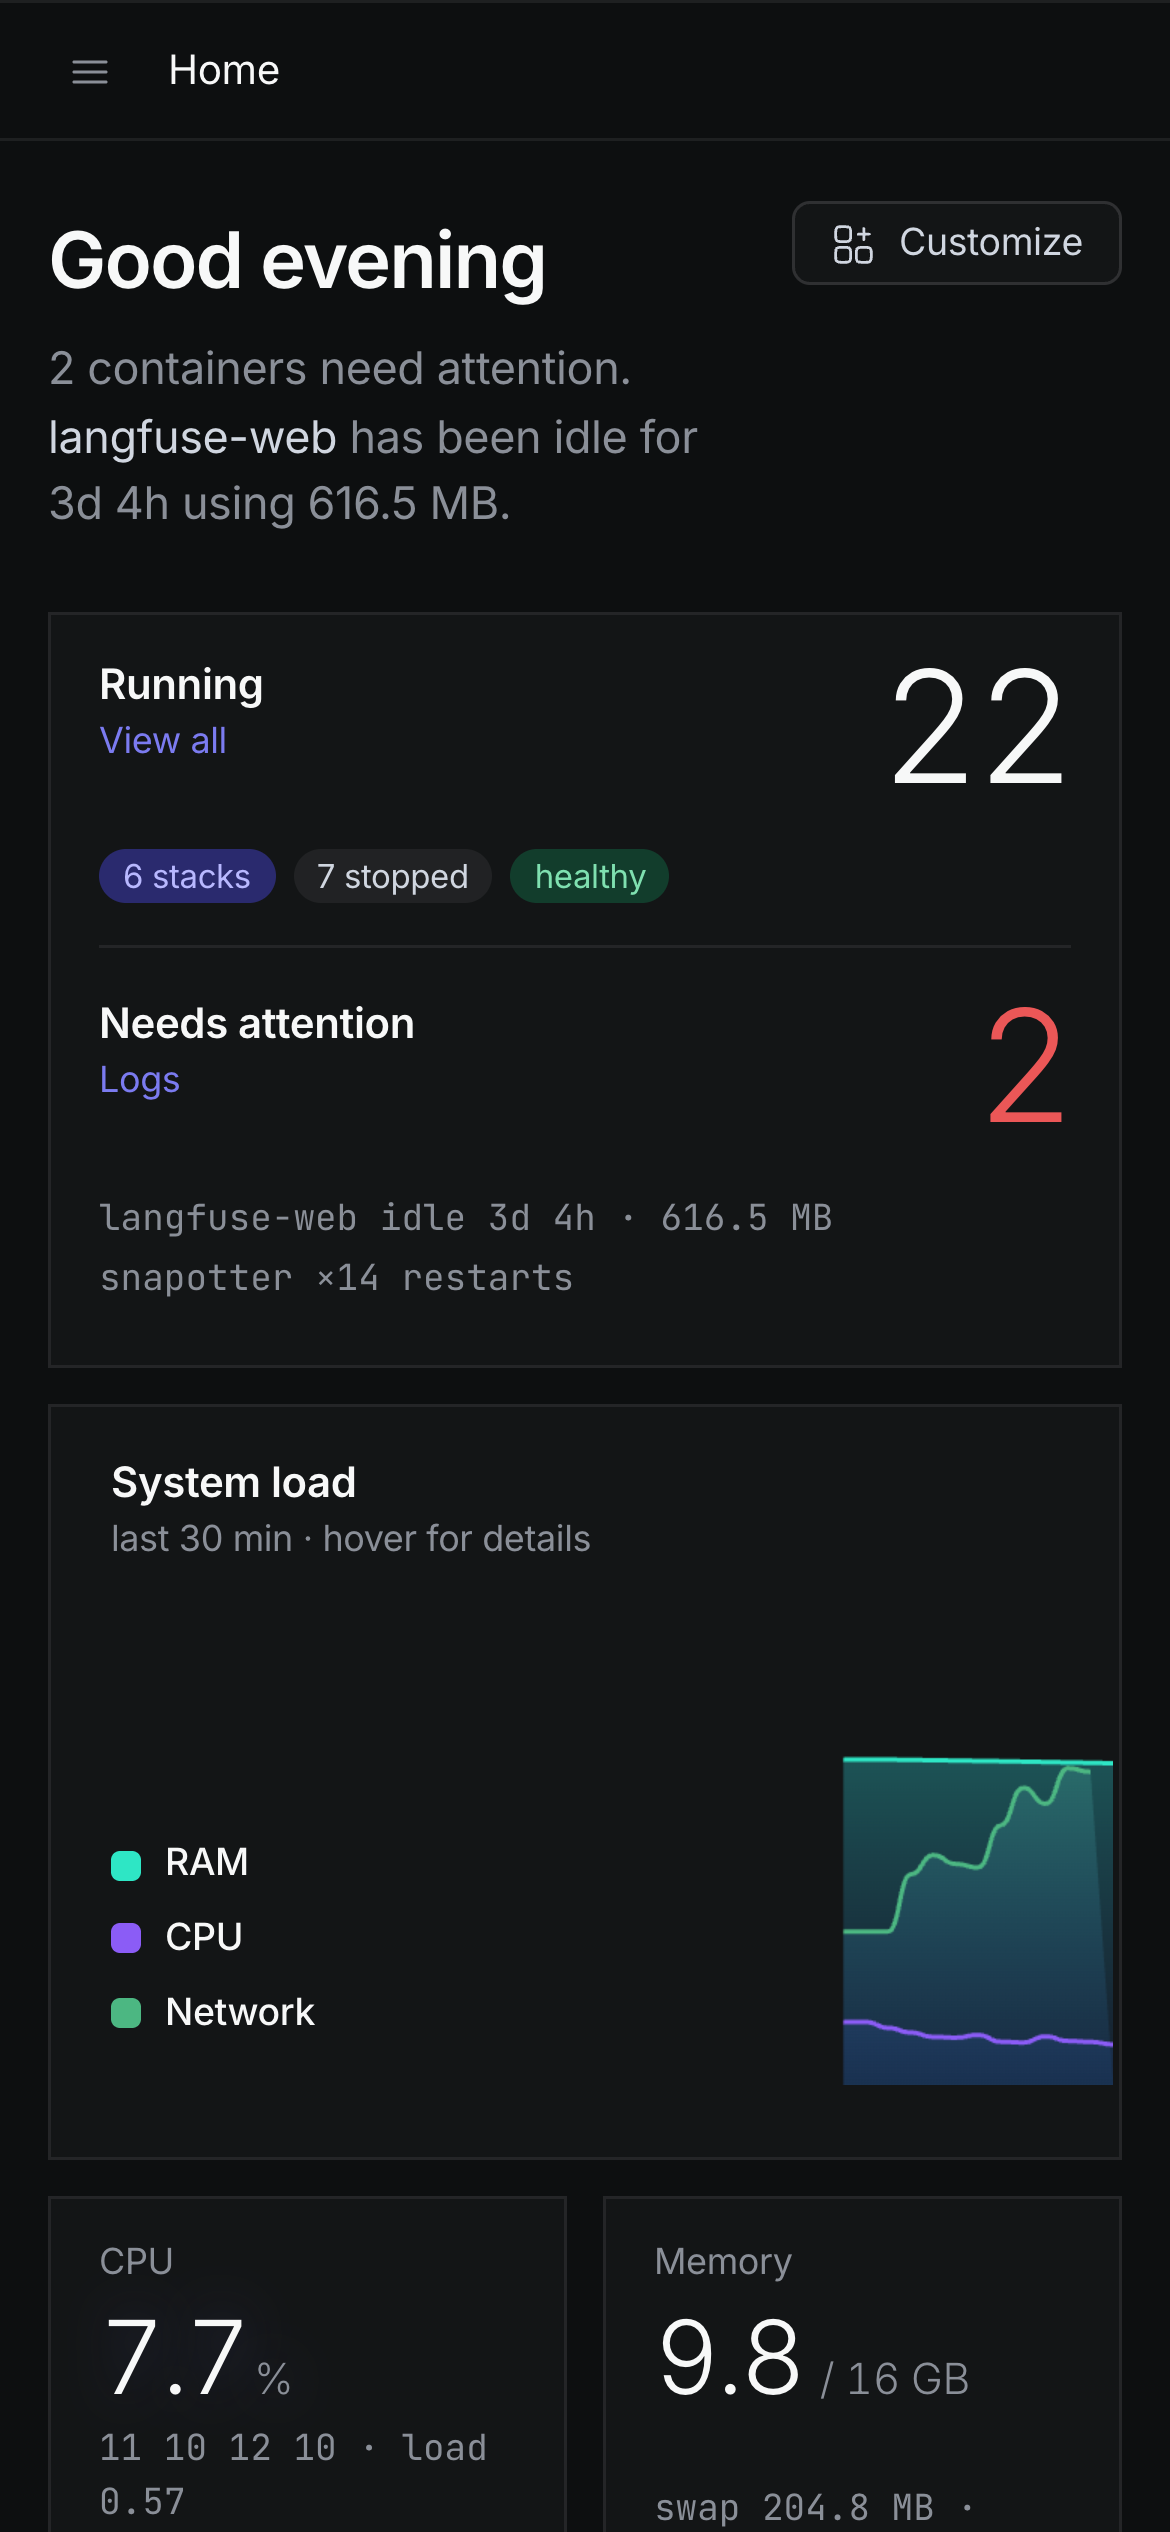 Home
Good evening
Customize
2 containers need attention.
langfuse-web has been idle for
3d 4h using 616.5 MB.
Running
View all
22
6 stacks
7 stopped
healthy
Needs attention
Logs
2
langfuse-web idle 3d 4h · 616.5 MB
snapotter ×14 restarts
System load
last 30 min · hover for details
RAM
CPU
Network
CPU
7.7 %
11 10 12 10 · load
0.57
Memory
9.8 / 16 GB
swap 204.8 MB ·